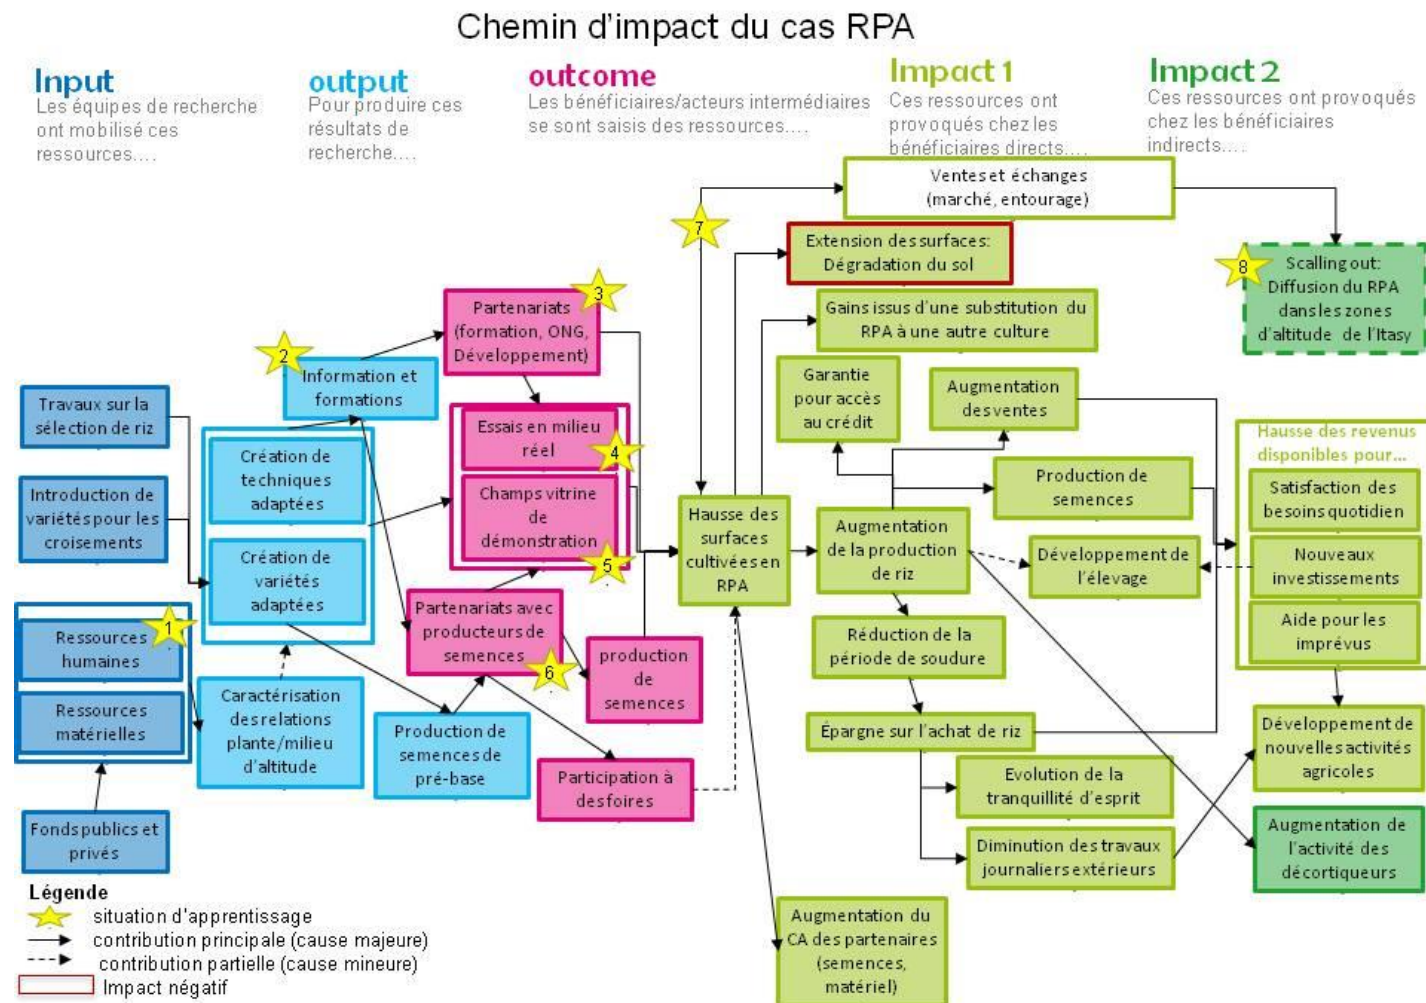 Chemin d'impact du cas RPA
Input
Les équipes de recherche
ont mobilisé ces
ressources....
output
Pour produire ces
résultats de
recherche....
outcome
Les bénéficiaires/acteurs intermédiaires
se sont saisis des ressources....
Impact 1
Ces ressources ont
provoqués chez les
bénéficiaires directs....
Impact 2
Ces ressources ont provoqués
chez les bénéficiaires
indirects....
Travaux sur la
sélection de riz
Introduction de
variétés pour les
croisements
1
Ressources
humaines
Ressources
matérielles
Fonds publics et
privés
2
Information et
formations
Création de
techniques
adaptées
Création de
variétés
adaptées
Caractérisation
des relations
plante/milieu
d'altitude
Production de
semences de
pré-base
3
Partenariats
(formation, ONG,
Développement)
Essais en milieu
réel
4
Champs vitrine
de
démonstration
5
Partenariats avec
producteurs de
semences
6
production
de
semences
Participation à
des foires
7
Ventes et échanges
(marché, entourage)
Extension des surfaces:
Dégradation du sol
Gains issus d'une substitution du
RPA à une autre culture
Garantie
pour accès
au crédit
Augmentation
des ventes
Production de
semences
Hausse des
surfaces
cultivées en
RPA
Augmentation
de la production
de riz
Développement de
l'élevage
Réduction de la
période de soudure
Épargne sur l'achat de riz
Evolution de la
tranquillité d'esprit
Diminution des travaux
journaliers extérieurs
Augmentation du
CA des partenaires
(semences,
matériel)
8
Scalling out:
Diffusion du RPA
dans les zones
d'altitude de l'Itasy
Hausse des revenus
disponibles pour...
Satisfaction des
besoins quotidien
Nouveaux
investissements
Aide pour les
imprévus
Développement de
nouvelles activités
agricoles
Augmentation de
l'activité des
décortiqueurs
Légende
situation d'apprentissage
contribution principale (cause majeure)
contribution partielle (cause mineure)
Impact négatif